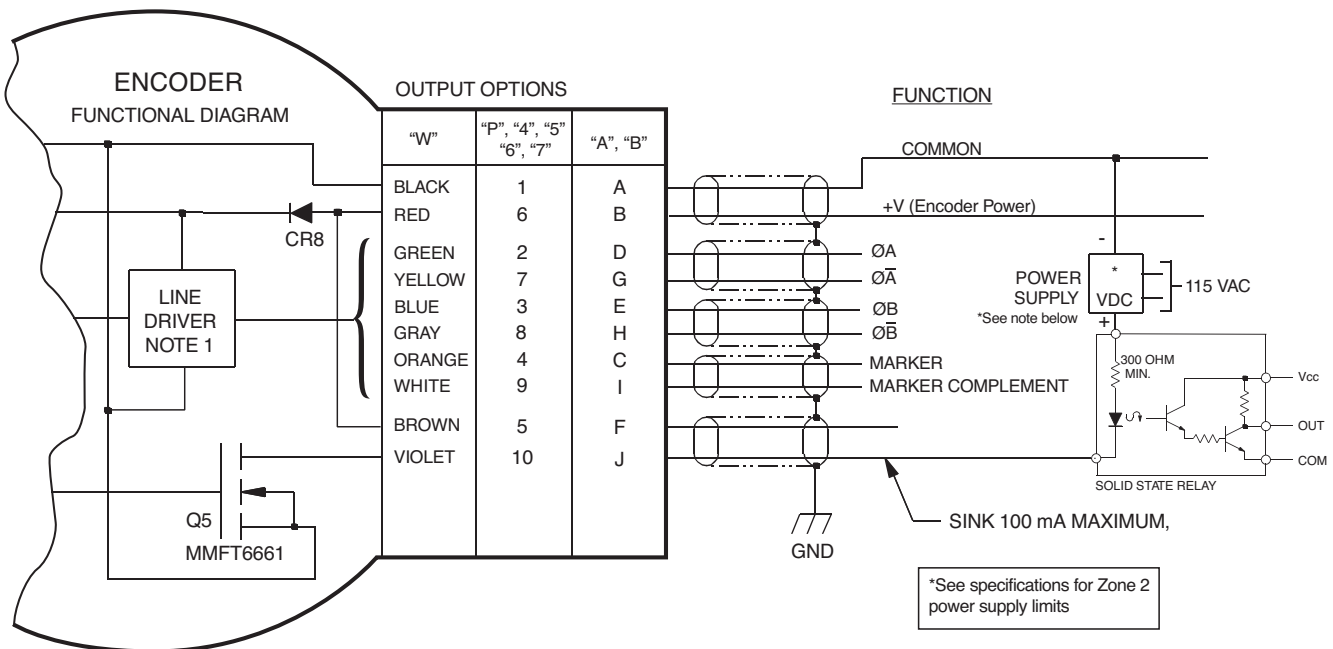 ENCODER
FUNCTIONAL DIAGRAM
OUTPUT OPTIONS
FUNCTION
“W”
“P”, “4”, “5”
“6”, “7”
“A”, “B”
BLACK 1 A
RED 6 B
GREEN 2 D
YELLOW 7 G
BLUE 3 E
GRAY 8 H
ORANGE 4 C
WHITE 9 I
BROWN 5 F
VIOLET 10 J
CR8
LINE
DRIVER
NOTE 1
Q5
MMFT6661
COMMON
+V (Encoder Power)
ØA
ØA̅
ØB
ØB̅
MARKER
MARKER COMPLEMENT
-
POWER
SUPPLY
*See note below
*
VDC
+
115 VAC
300 OHM
MIN.
Vcc
OUT
COM
SOLID STATE RELAY
SINK 100 mA MAXIMUM,
GND
*See specifications for Zone 2
power supply limits